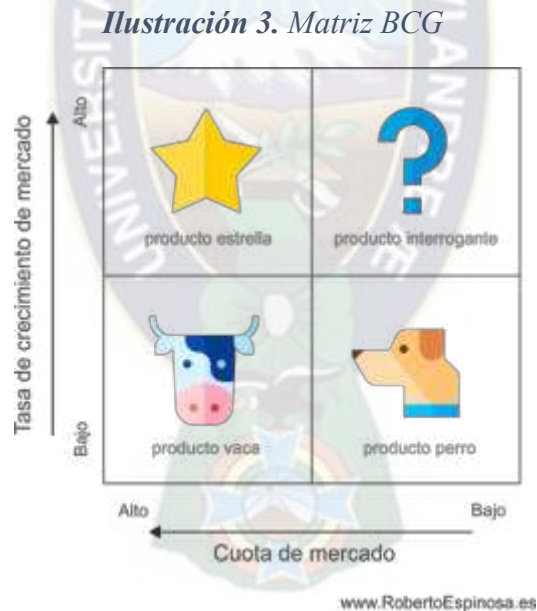 Ilustración 3. Matriz BCG
Alto
producto estrella
producto interrogante
Tasa de crecimiento de mercado
producto vaca
producto perro
Bajo
Alto
Bajo
Cuota de mercado
www.RobertoEspinosa.es